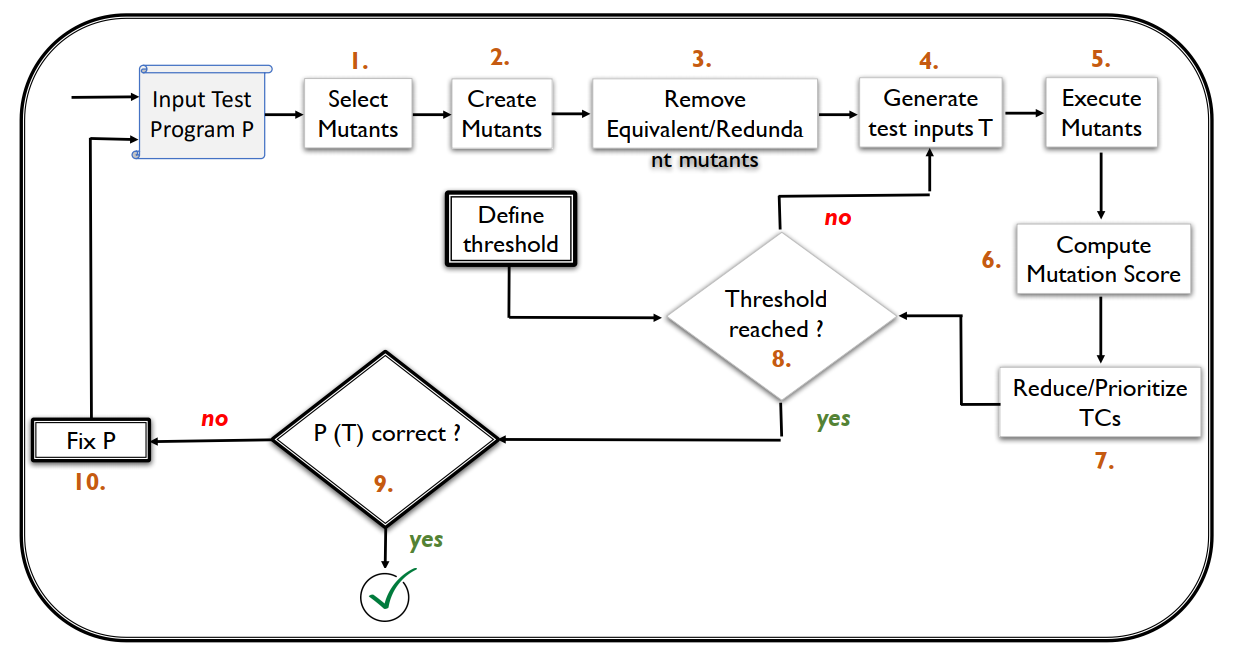 1.
2.
3.
4.
5.
Input Test
Program P
Select
Mutants
Create
Mutants
Remove
Equivalent/Redunda
nt mutants
Generate
test inputs T
Execute
Mutants
Define
threshold
no
6.
Compute
Mutation Score
Threshold
reached ?
8.
Reduce/Prioritize
TCs
7.
yes
no
P (T) correct ?
9.
Fix P
10.
yes